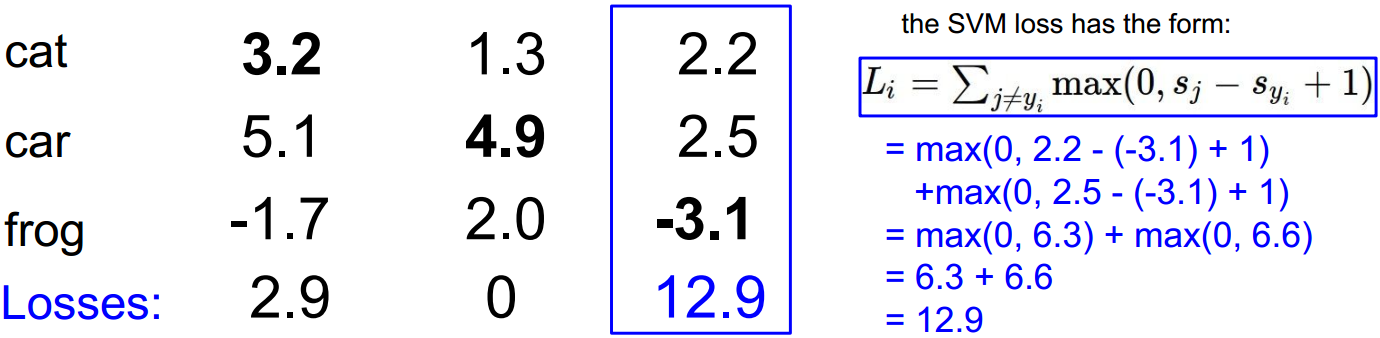 cat 3.2 1.3 2.2
car 5.1 4.9 2.5
frog -1.7 2.0 -3.1
Losses: 2.9 0 12.9
the SVM loss has the form:
L_i = ∑_{j≠y_i} max(0, s_j − s_{y_i} + 1)
= max(0, 2.2 - (-3.1) + 1)
+max(0, 2.5 - (-3.1) + 1)
= max(0, 6.3) + max(0, 6.6)
= 6.3 + 6.6
= 12.9